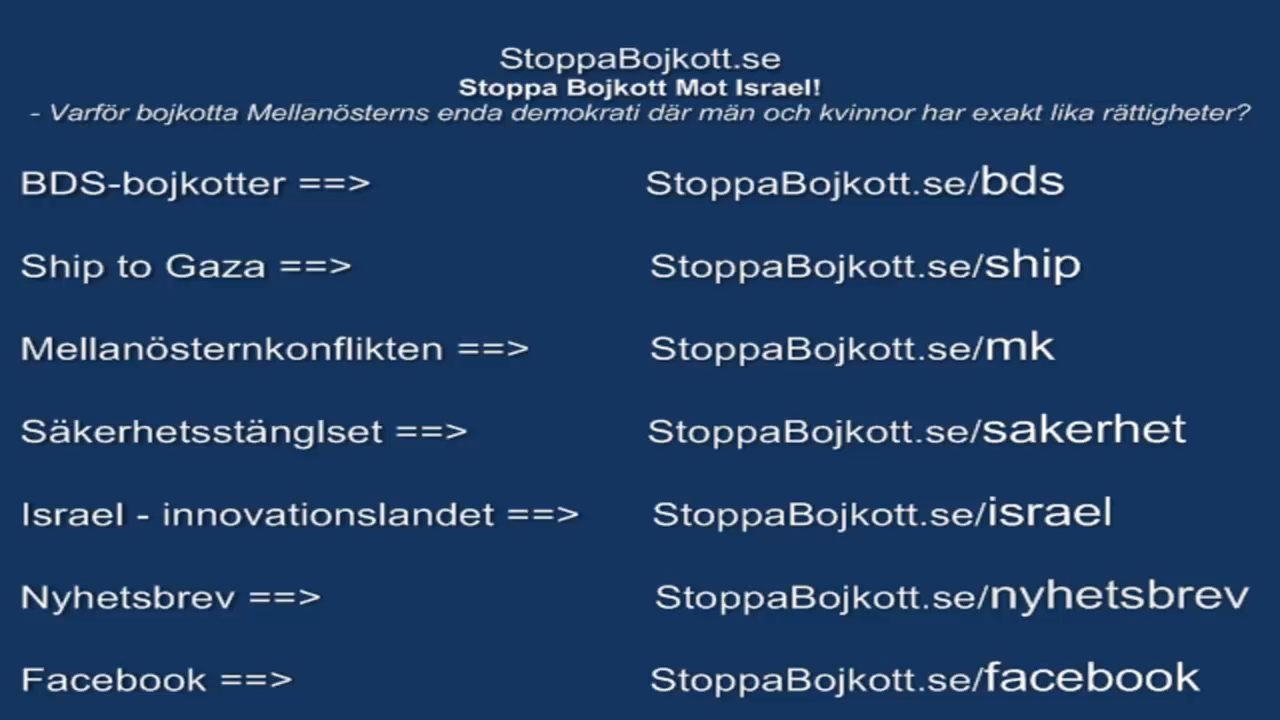 StoppaBojkott.se
Stoppa Bojkott Mot Israel!
- Varför bojkotta Mellanösterns enda demokrati där män och kvinnor har exakt lika rättigheter?
BDS-bojkotter ==> StoppaBojkott.se/bds
Ship to Gaza ==> StoppaBojkott.se/ship
Mellanösternkonflikten ==> StoppaBojkott.se/mk
Säkerhetsstänglset ==> StoppaBojkott.se/sakerhet
Israel - innovationslandet ==> StoppaBojkott.se/israel
Nyhetsbrev ==> StoppaBojkott.se/nyhetsbrev
Facebook ==> StoppaBojkott.se/facebook